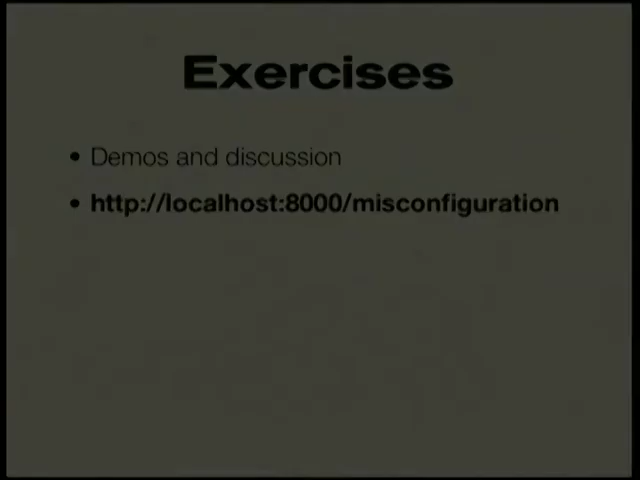 Exercises
• Demos and discussion
• http://localhost:8000/misconfiguration